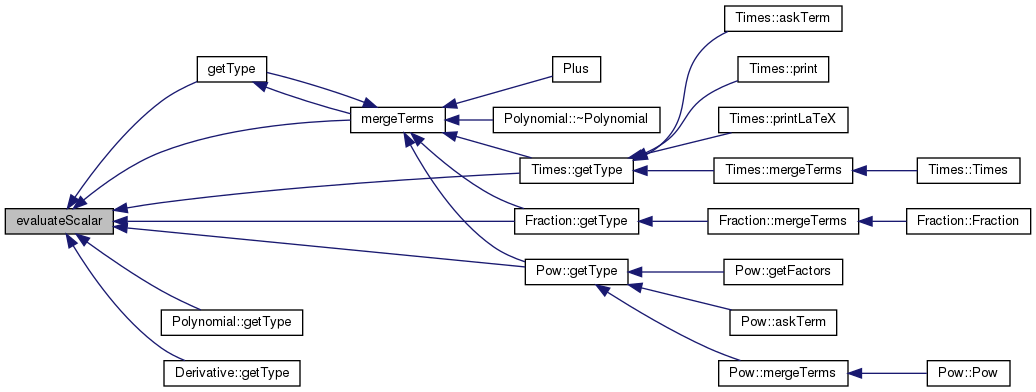 Times::askTerm
getType
Plus
Times::print
mergeTerms
Polynomial::~Polynomial
Times::printLaTeX
Times::getType
Times::mergeTerms
Times::Times
evaluateScalar
Fraction::getType
Fraction::mergeTerms
Fraction::Fraction
Pow::getType
Pow::getFactors
Polynomial::getType
Pow::askTerm
Derivative::getType
Pow::mergeTerms
Pow::Pow